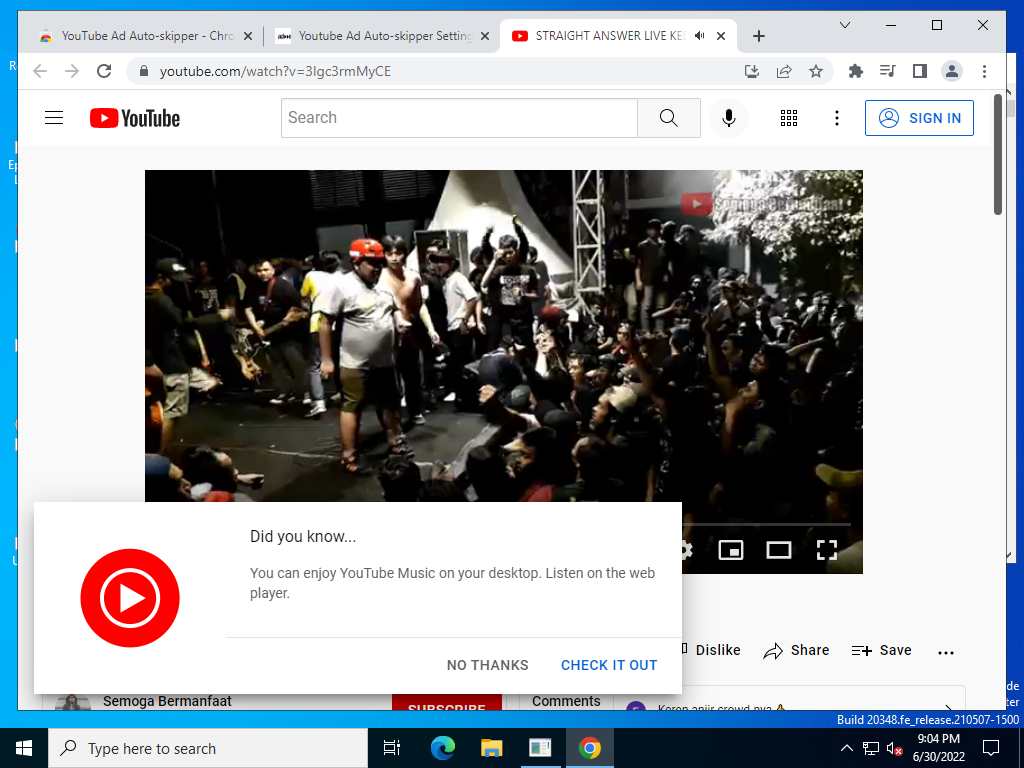 YouTube Ad Auto-skipper - Chro
Youtube Ad Auto-skipper Setting
STRAIGHT ANSWER LIVE KE
youtube.com/watch?v=3Igc3rmMyCE
YouTube
Search
SIGN IN
Semoga Bermanfaat
Did you know...
You can enjoy YouTube Music on your desktop. Listen on the web
player.
NO THANKS
CHECK IT OUT
Dislike
Share
Save
Semoga Bermanfaat
SUBSCRIBE
Comments
Keren anjir crowd nya
Build 20348.fe_release.210507-1500
Type here to search
9:04 PM
6/30/2022